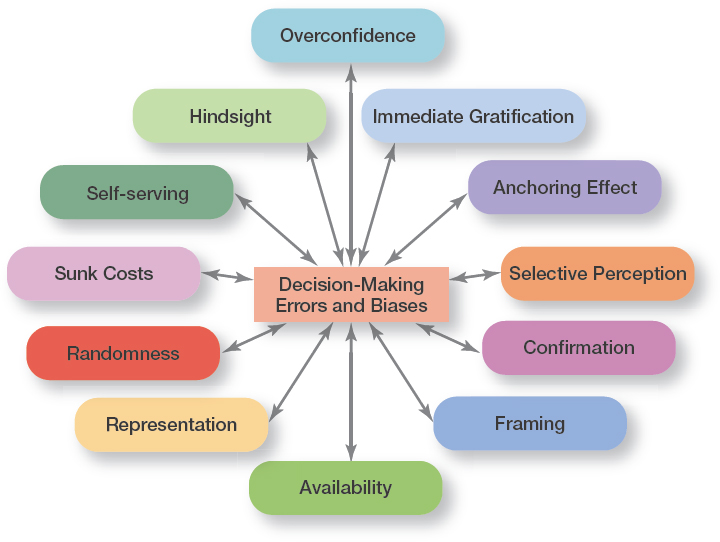 Overconfidence
Hindsight
Immediate Gratification
Self-serving
Anchoring Effect
Sunk Costs
Decision-Making
Errors and Biases
Selective Perception
Randomness
Confirmation
Representation
Framing
Availability